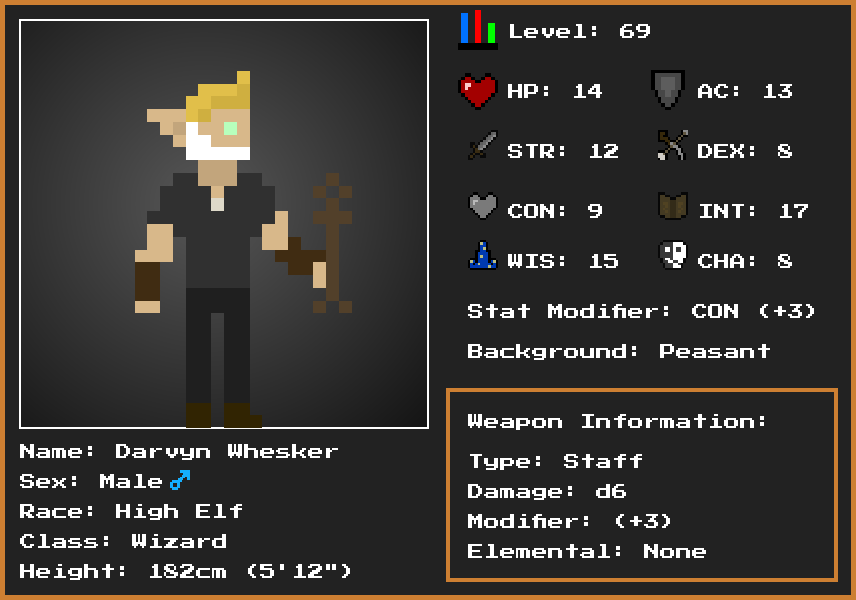 Level: 69
HP: 14
AC: 13
STR: 12
DEX: 8
CON: 9
INT: 17
WIS: 15
CHA: 8
Stat Modifier: CON (+3)
Background: Peasant
Weapon Information:
Type: Staff
Damage: d6
Modifier: (+3)
Elemental: None
Name: Darvyn Whesker
Sex: Male♂
Race: High Elf
Class: Wizard
Height: 182cm (5'12")